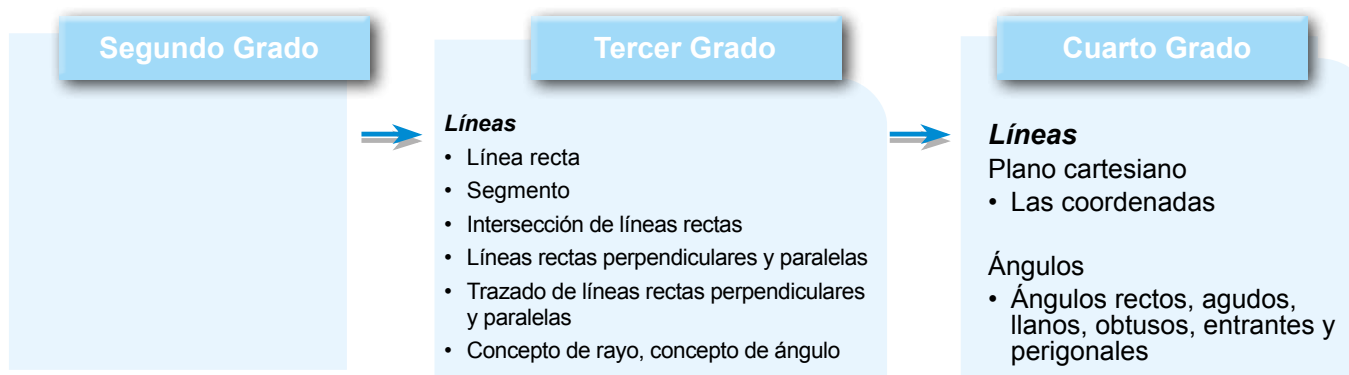 Segundo Grado
Tercer Grado
Líneas
• Línea recta
• Segmento
• Intersección de líneas rectas
• Líneas rectas perpendiculares y paralelas
• Trazado de líneas rectas perpendiculares
y paralelas
• Concepto de rayo, concepto de ángulo
Cuarto Grado
Líneas
Plano cartesiano
• Las coordenadas
Ángulos
• Ángulos rectos, agudos,
llanos, obtusos, entrantes y
perigonales